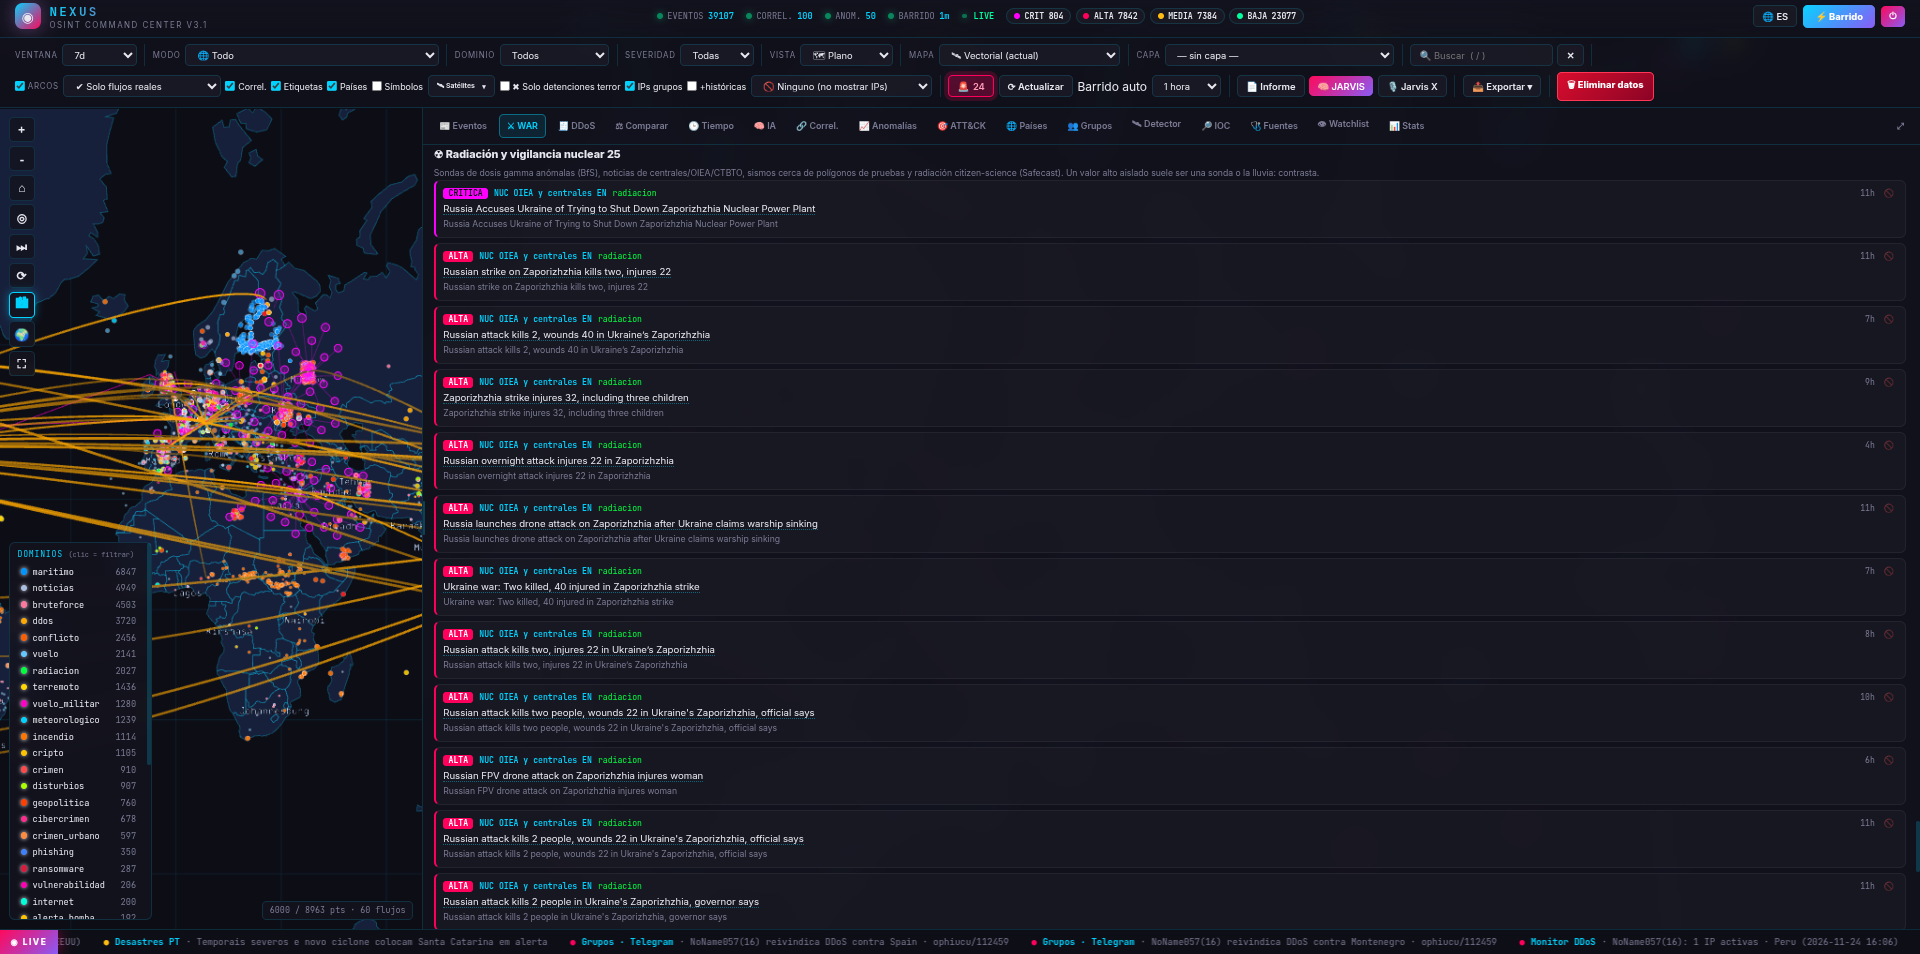 NEXUS
OSINT COMMAND CENTER V3.1
EVENTOS 39107 CORREL. 100 ANOM. 50 BARRIDO 1m LIVE CRIT 804 ALTA 7842 MEDIA 7384 BAJA 23077
ES Barrido
VENTANA 7d MODO Todo DOMINIO Todos SEVERIDAD Todas VISTA Plano MAPA Vectorial (actual) CAPA — sin capa — Buscar ( / ) ×
ARCOS ✔ Solo flujos reales Correl. Etiquetas Países Símbolos Satélites ▾ ✖ Solo detenciones terror IPs grupos +históricas Ninguno (no mostrar IPs) 24 Actualizar Barrido auto 1 hora Informe JARVIS Jarvis X Exportar ▾ Eliminar datos
Eventos WAR DDoS Comparar Tiempo IA Correl. Anomalías ATT&CK Países Grupos Detector IOC Fuentes Watchlist Stats
☢ Radiación y vigilancia nuclear 25
Sondas de dosis gamma anómalas (BfS), noticias de centrales/OIEA/CTBTO, sismos cerca de polígonos de pruebas y radiación citizen-science (Safecast). Un valor alto aislado suele ser una sonda o la lluvia: contrasta.
CRITICA NUC OIEA y centrales EN radiacion 11h
Russia Accuses Ukraine of Trying to Shut Down Zaporizhzhia Nuclear Power Plant
Russia Accuses Ukraine of Trying to Shut Down Zaporizhzhia Nuclear Power Plant
ALTA NUC OIEA y centrales EN radiacion 11h
Russian strike on Zaporizhzhia kills two, injures 22
Russian strike on Zaporizhzhia kills two, injures 22
ALTA NUC OIEA y centrales EN radiacion 7h
Russian attack kills 2, wounds 40 in Ukraine's Zaporizhzhia
Russian attack kills 2, wounds 40 in Ukraine's Zaporizhzhia
ALTA NUC OIEA y centrales EN radiacion 9h
Zaporizhzhia strike injures 32, including three children
Zaporizhzhia strike injures 32, including three children
ALTA NUC OIEA y centrales EN radiacion 4h
Russian overnight attack injures 22 in Zaporizhzhia
Russian overnight attack injures 22 in Zaporizhzhia
ALTA NUC OIEA y centrales EN radiacion 11h
Russia launches drone attack on Zaporizhzhia after Ukraine claims warship sinking
Russia launches drone attack on Zaporizhzhia after Ukraine claims warship sinking
ALTA NUC OIEA y centrales EN radiacion 7h
Ukraine war: Two killed, 40 injured in Zaporizhzhia strike
Ukraine war: Two killed, 40 injured in Zaporizhzhia strike
ALTA NUC OIEA y centrales EN radiacion 8h
Russian attack kills two, injures 22 in Ukraine's Zaporizhzhia
Russian attack kills two, injures 22 in Ukraine's Zaporizhzhia
ALTA NUC OIEA y centrales EN radiacion 10h
Russian attack kills two people, wounds 22 in Ukraine's Zaporizhzhia, official says
Russian attack kills two people, wounds 22 in Ukraine's Zaporizhzhia, official says
ALTA NUC OIEA y centrales EN radiacion 6h
Russian FPV drone attack on Zaporizhzhia injures woman
Russian FPV drone attack on Zaporizhzhia injures woman
ALTA NUC OIEA y centrales EN radiacion 11h
Russian attack kills 2 people, wounds 22 in Ukraine's Zaporizhzhia, official says
Russian attack kills 2 people, wounds 22 in Ukraine's Zaporizhzhia, official says
ALTA NUC OIEA y centrales EN radiacion 11h
Russian attack kills 2 people in Ukraine's Zaporizhzhia, governor says
Russian attack kills 2 people in Ukraine's Zaporizhzhia, governor says
Lagos
Kinshasa
Nairobi
Johannesburg
DOMINIOS (clic = filtrar)
maritimo 6847
noticias 4949
bruteforce 4503
ddos 3720
conflicto 2456
vuelo 2141
radiacion 2027
terremoto 1436
vuelo_militar 1280
meteorologico 1239
incendio 1114
cripto 1105
crimen 910
disturbios 907
geopolitica 760
cibercrimen 678
crimen_urbano 597
phishing 350
ransomware 287
vulnerabilidad 206
internet 200
alerta_bomba 192
6000 / 8963 pts · 60 flujos
LIVE EEUU) Desastres PT · Temporais severos e novo ciclone colocam Santa Catarina em alerta Grupos - Telegram · NoName057(16) reivindica DDoS contra Spain · ophiucu/112459 Grupos - Telegram · NoName057(16) reivindica DDoS contra Montenegro · ophiucu/112459 Monitor DDoS · NoName057(16): 1 IP activas · Peru (2026-11-24 16:06)